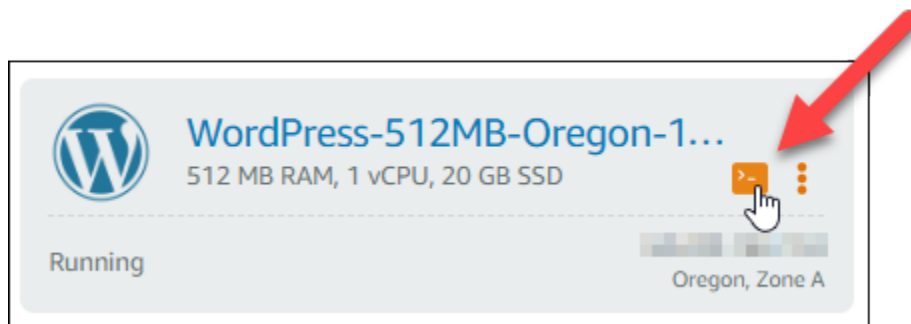 WordPress-512MB-Oregon-1...
512 MB RAM, 1 vCPU, 20 GB SSD
Running
Oregon, Zone A